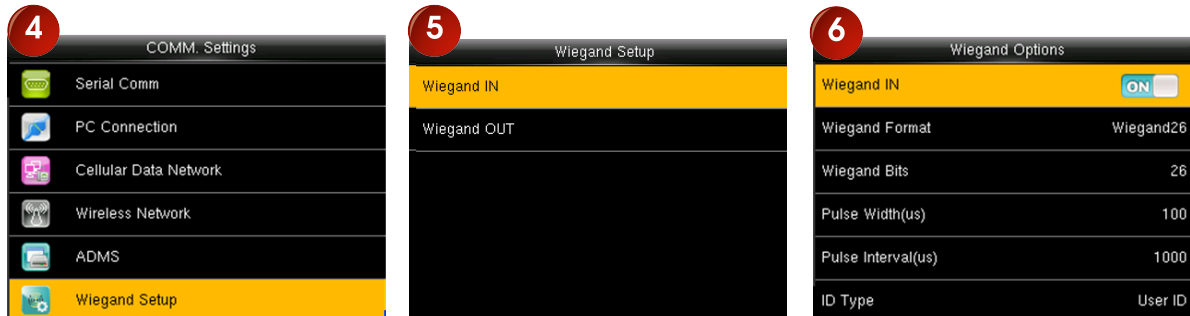 4
COMM. Settings
Serial Comm
PC Connection
Cellular Data Network
Wireless Network
ADMS
Wiegand Setup
5
Wiegand Setup
Wiegand IN
Wiegand OUT
6
Wiegand Options
Wiegand IN ON
Wiegand Format Wiegand26
Wiegand Bits 26
Pulse Width(us) 100
Pulse Interval(us) 1000
ID Type User ID